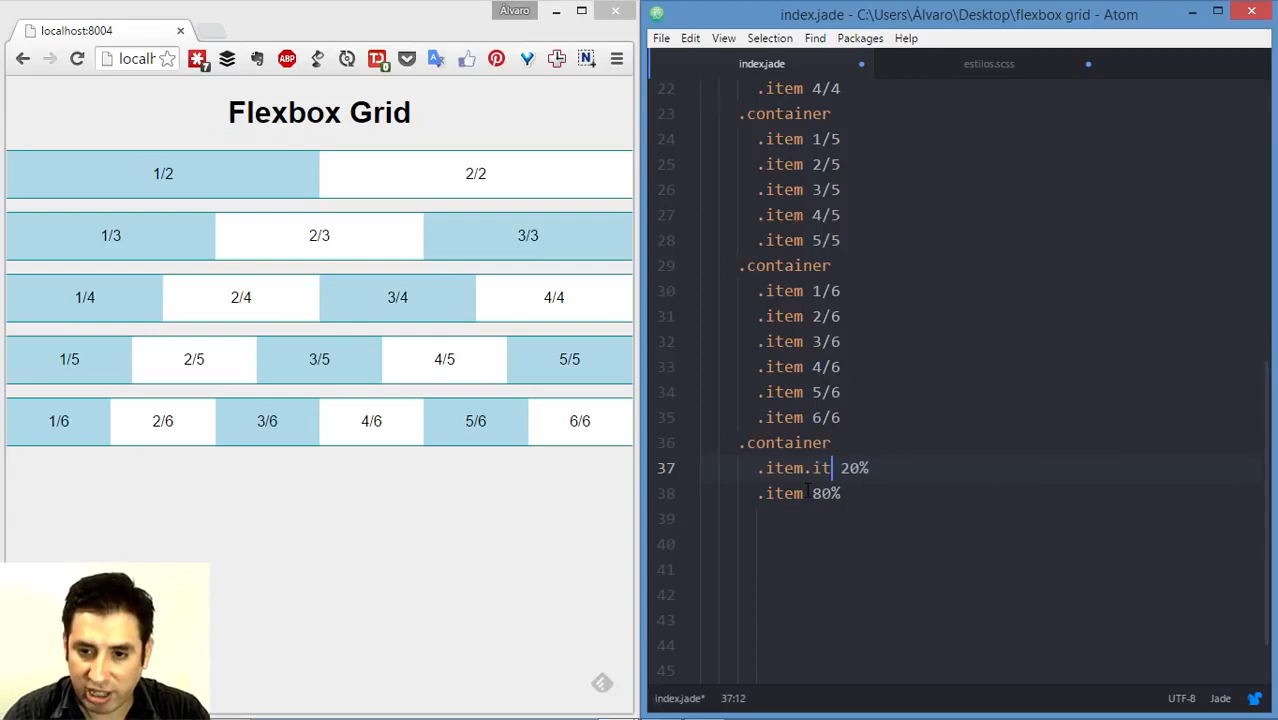 Álvaro
localhost:8004
localh
7
ABP
0
Flexbox Grid
1/2 2/2
1/3 2/3 3/3
1/4 2/4 3/4 4/4
1/5 2/5 3/5 4/5 5/5
1/6 2/6 3/6 4/6 5/6 6/6
index.jade - C:\Users\Álvaro\Desktop\flexbox grid - Atom
File Edit View Selection Find Packages Help
index.jade estilos.scss
22 .item 4/4
23 .container
24 .item 1/5
25 .item 2/5
26 .item 3/5
27 .item 4/5
28 .item 5/5
29 .container
30 .item 1/6
31 .item 2/6
32 .item 3/6
33 .item 4/6
34 .item 5/6
35 .item 6/6
36 .container
37 .item.it 20%
38 .item 80%
39
40
41
42
43
44
45
index.jade* 37:12 UTF-8 Jade